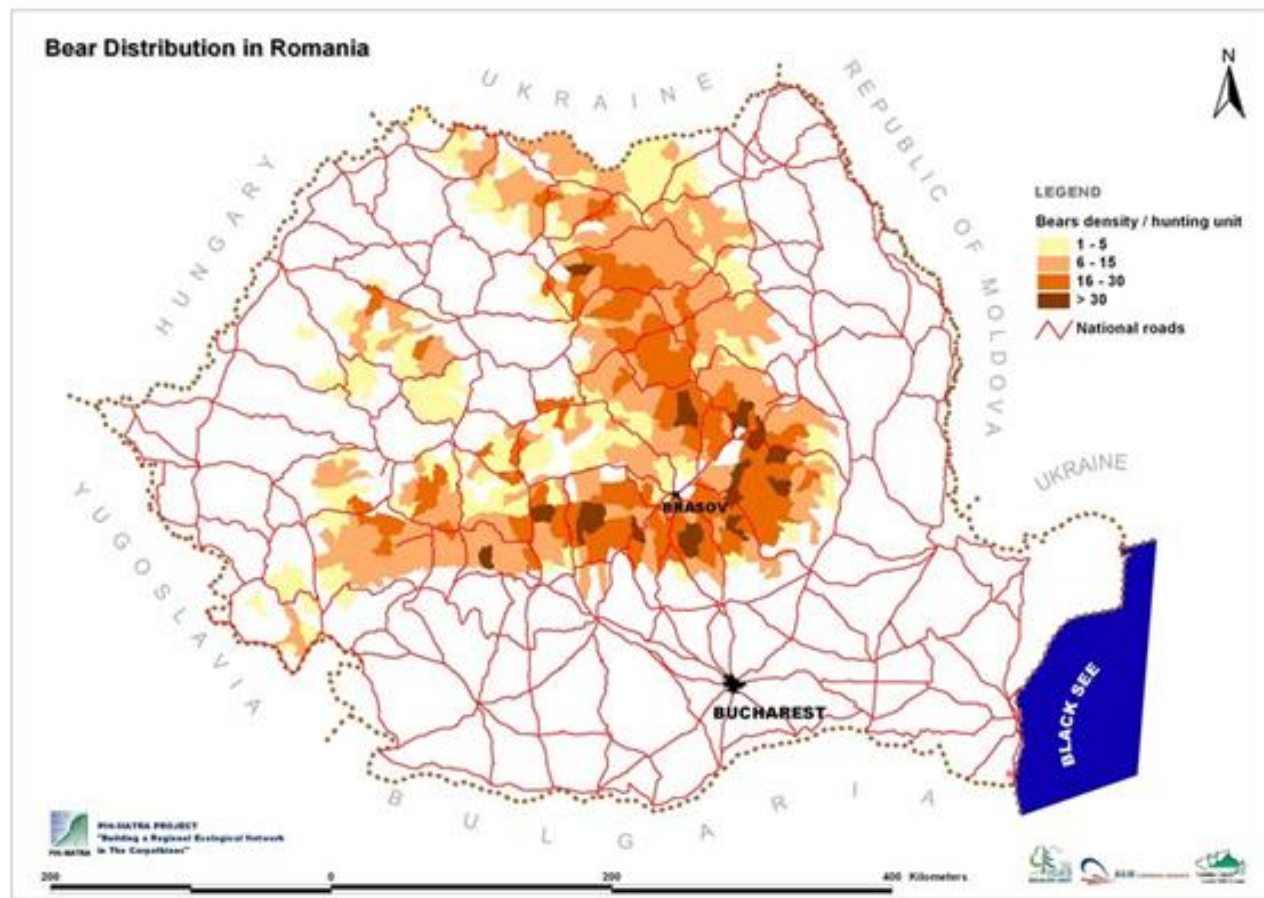 Bear Distribution in Romania
N
UKRAINE
REPUBLIC OF MOLDOVA
HUNGARY
LEGEND
Bears density / hunting unit
1 - 5
6 - 15
16 - 30
> 30
National roads
UKRAINE
YUGOSLAVIA
BRASOV
BUCHAREST
BLACK SEE
BULGARIA
PIN-MATRA PROJECT
"Building a Regional Ecological Network
in The Carpathians"
PIN-MATRA
200 0 200 400 Kilometers